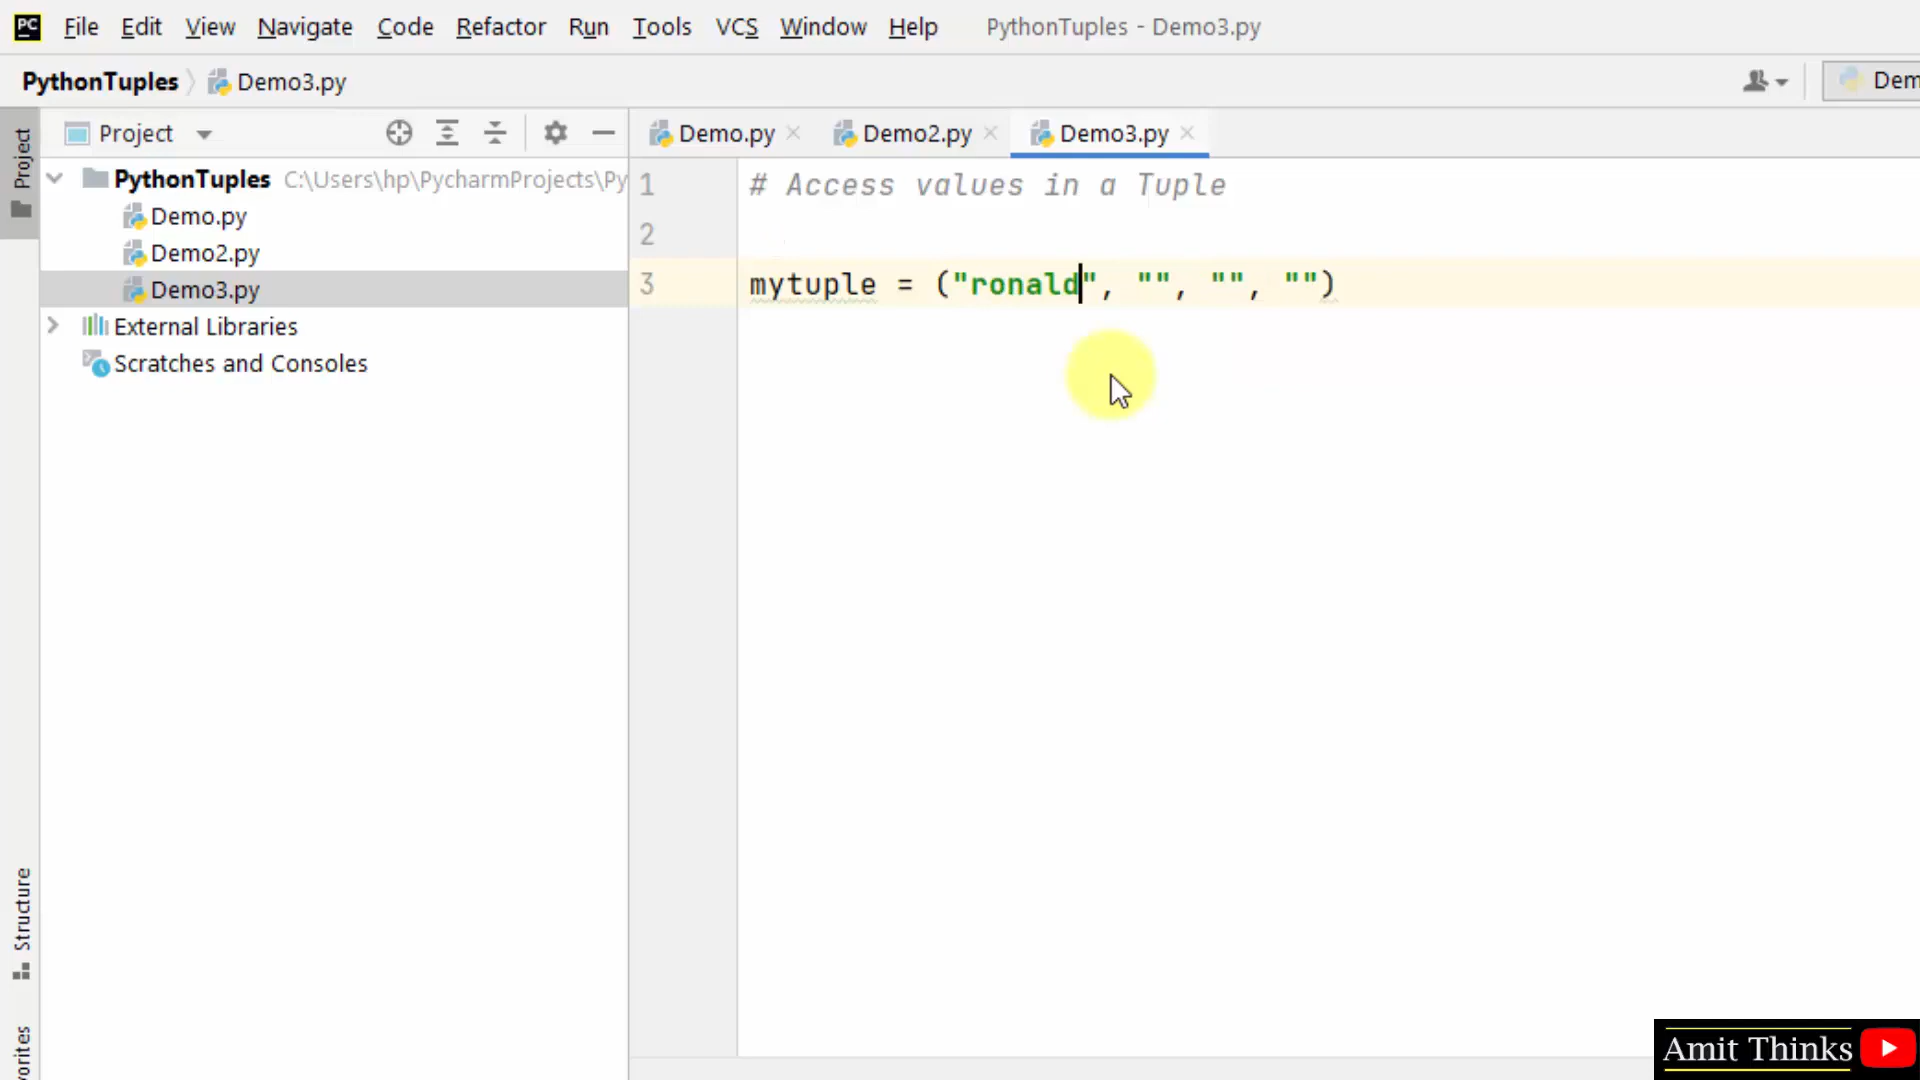 PC File Edit View Navigate Code Refactor Run Tools VCS Window Help PythonTuples - Demo3.py
PythonTuples Demo3.py Dem
Project
Project
Demo.py Demo2.py Demo3.py
PythonTuples C:\Users\hp\PycharmProjects\Py
Demo.py
Demo2.py
Demo3.py
External Libraries
Scratches and Consoles
1 # Access values in a Tuple
2
3 mytuple = ("ronald", "", "", "")
Structure
vorites
Amit Thinks